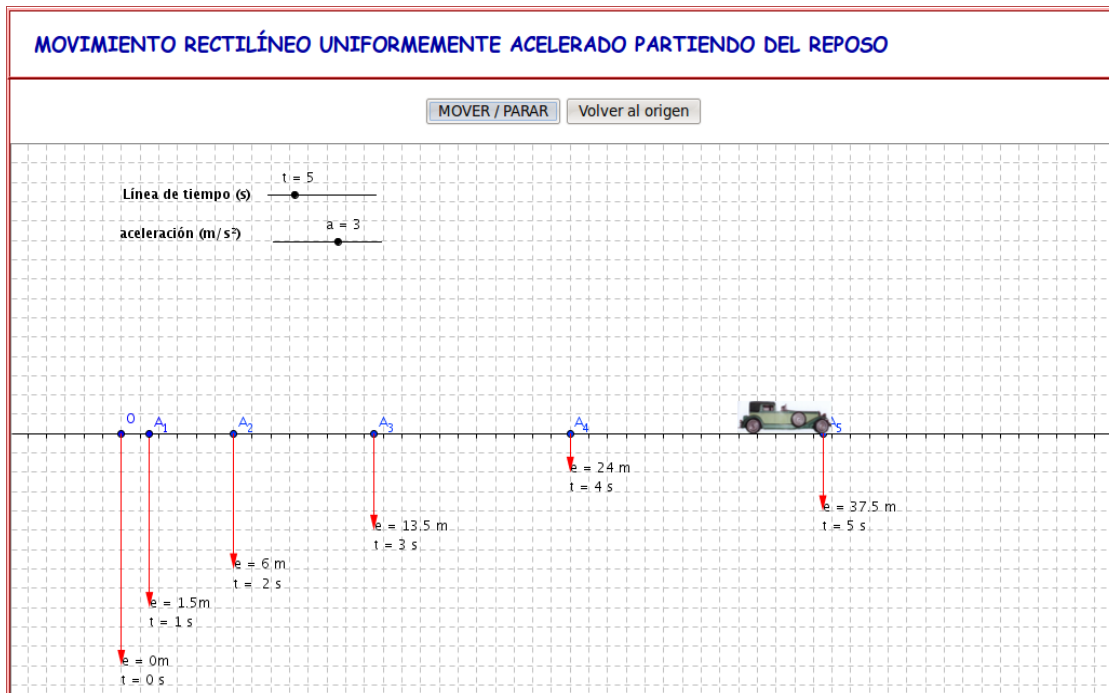 MOVIMIENTO RECTILÍNEO UNIFORMEMENTE ACELERADO PARTIENDO DEL REPOSO
MOVER / PARAR
Volver al origen
t = 5
Línea de tiempo (s)
a = 3
aceleración (m/s²)
O
A₁
A₂
A₃
A₄
A₅
e = 24 m
t = 4 s
e = 37.5 m
t = 5 s
e = 13.5 m
t = 3 s
e = 6 m
t = 2 s
e = 1.5m
t = 1 s
e = 0m
t = 0 s